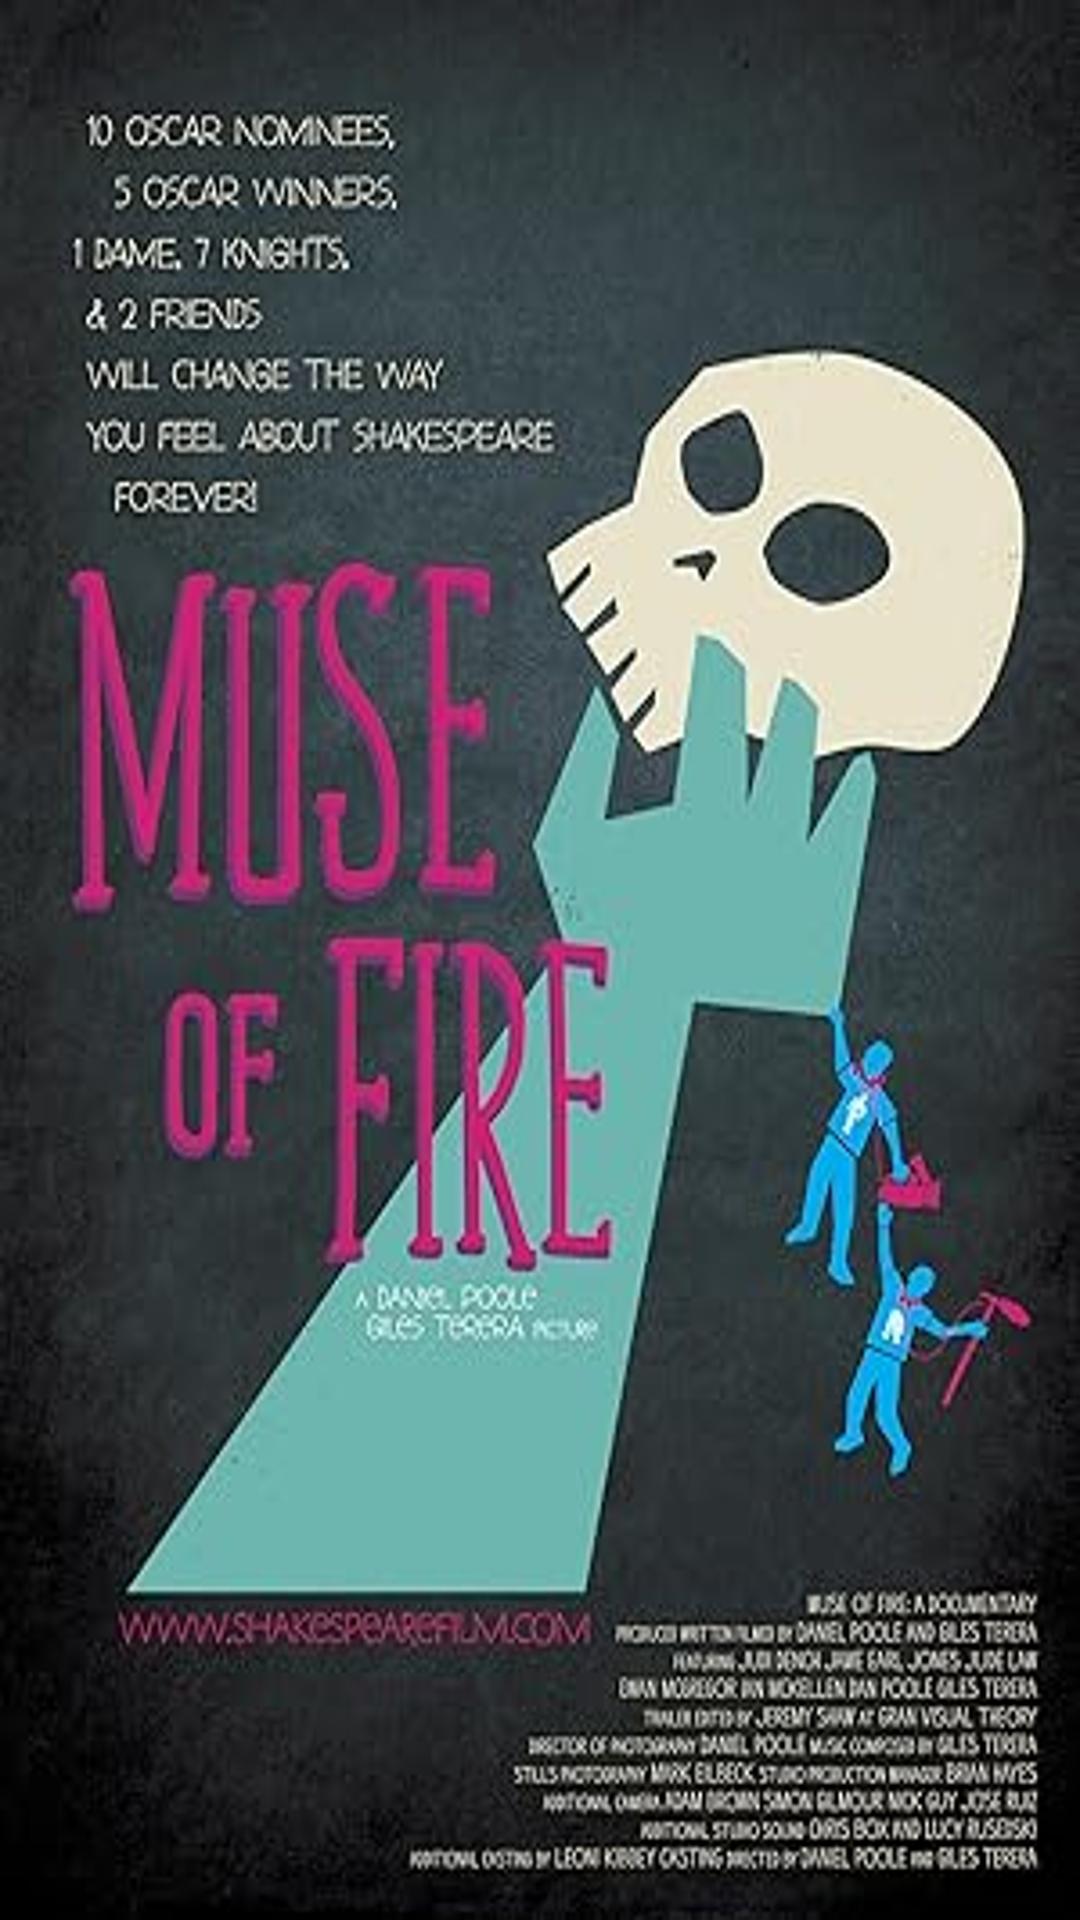 10 OSCAR NOMINEES,
5 OSCAR WINNERS,
1 DAME, 7 KNIGHTS,
& 2 FRIENDS
WILL CHANGE THE WAY
YOU FEEL ABOUT SHAKESPEARE
FOREVER!
MUSE
OF FIRE
A DANIEL POOLE
GILES TERERA PICTURE
P
R
WWW.SHAKESPEAREFILM.COM
MUSE OF FIRE: A DOCUMENTARY
PRODUCED WRITTEN FILMED BY DANIEL POOLE AND GILES TERERA
FEATURING JUDI DENCH JAME EARL JONES JUDE LAW
EWAN MCGREGOR IAN MCKELLEN DAN POOLE GILES TERERA
TRAILER EDITED BY JEREMY SHAW AT GRAN VISUAL THEORY
DIRECTOR OF PHOTOGRAPHY DANIEL POOLE MUSIC COMPOSED BY GILES TERERA
STILLS PHOTOGRAPHY MARK EILBECK STUDIO PRODUCTION MANAGER BRIAN HAYES
ADDITIONAL CAMERA ADAM BROWN SIMON GILMOUR NICK GUY JOSE RUIZ
ADDITIONAL STUDIO SOUND CHRIS BOX AND LUCY
ADDITIONAL CASTING BY LEONI KIBBEY CASTING DIRECTED BY DANIEL POOLE AND GILES TERERA